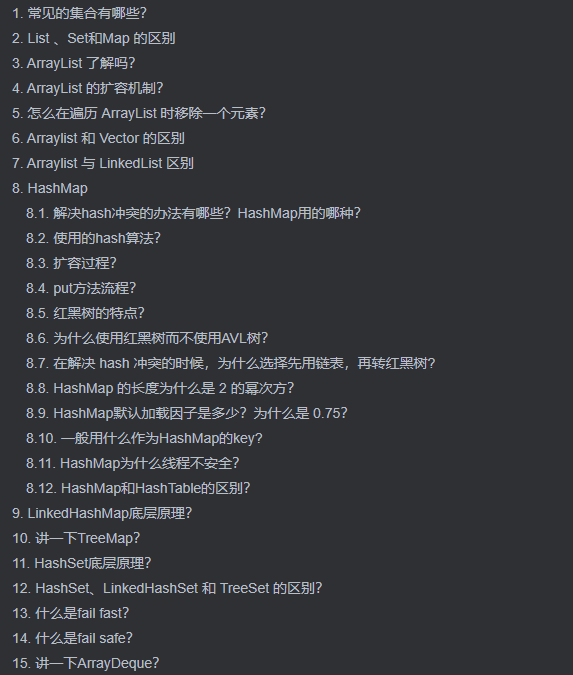 1. 常见的集合有哪些？
2. List 、Set和Map 的区别
3. ArrayList 了解吗？
4. ArrayList 的扩容机制？
5. 怎么在遍历 ArrayList 时移除一个元素？
6. Arraylist 和 Vector 的区别
7. Arraylist 与 LinkedList 区别
8. HashMap
8.1. 解决hash冲突的办法有哪些？HashMap用的哪种？
8.2. 使用的hash算法？
8.3. 扩容过程？
8.4. put方法流程？
8.5. 红黑树的特点？
8.6. 为什么使用红黑树而不使用AVL树？
8.7. 在解决 hash 冲突的时候，为什么选择先用链表，再转红黑树？
8.8. HashMap 的长度为什么是 2 的幂次方？
8.9. HashMap默认加载因子是多少？为什么是 0.75？
8.10. 一般用什么作为HashMap的key?
8.11. HashMap为什么线程不安全？
8.12. HashMap和HashTable的区别？
9. LinkedHashMap底层原理？
10. 讲一下TreeMap？
11. HashSet底层原理？
12. HashSet、LinkedHashSet 和 TreeSet 的区别？
13. 什么是fail fast？
14. 什么是fail safe？
15. 讲一下ArrayDeque？